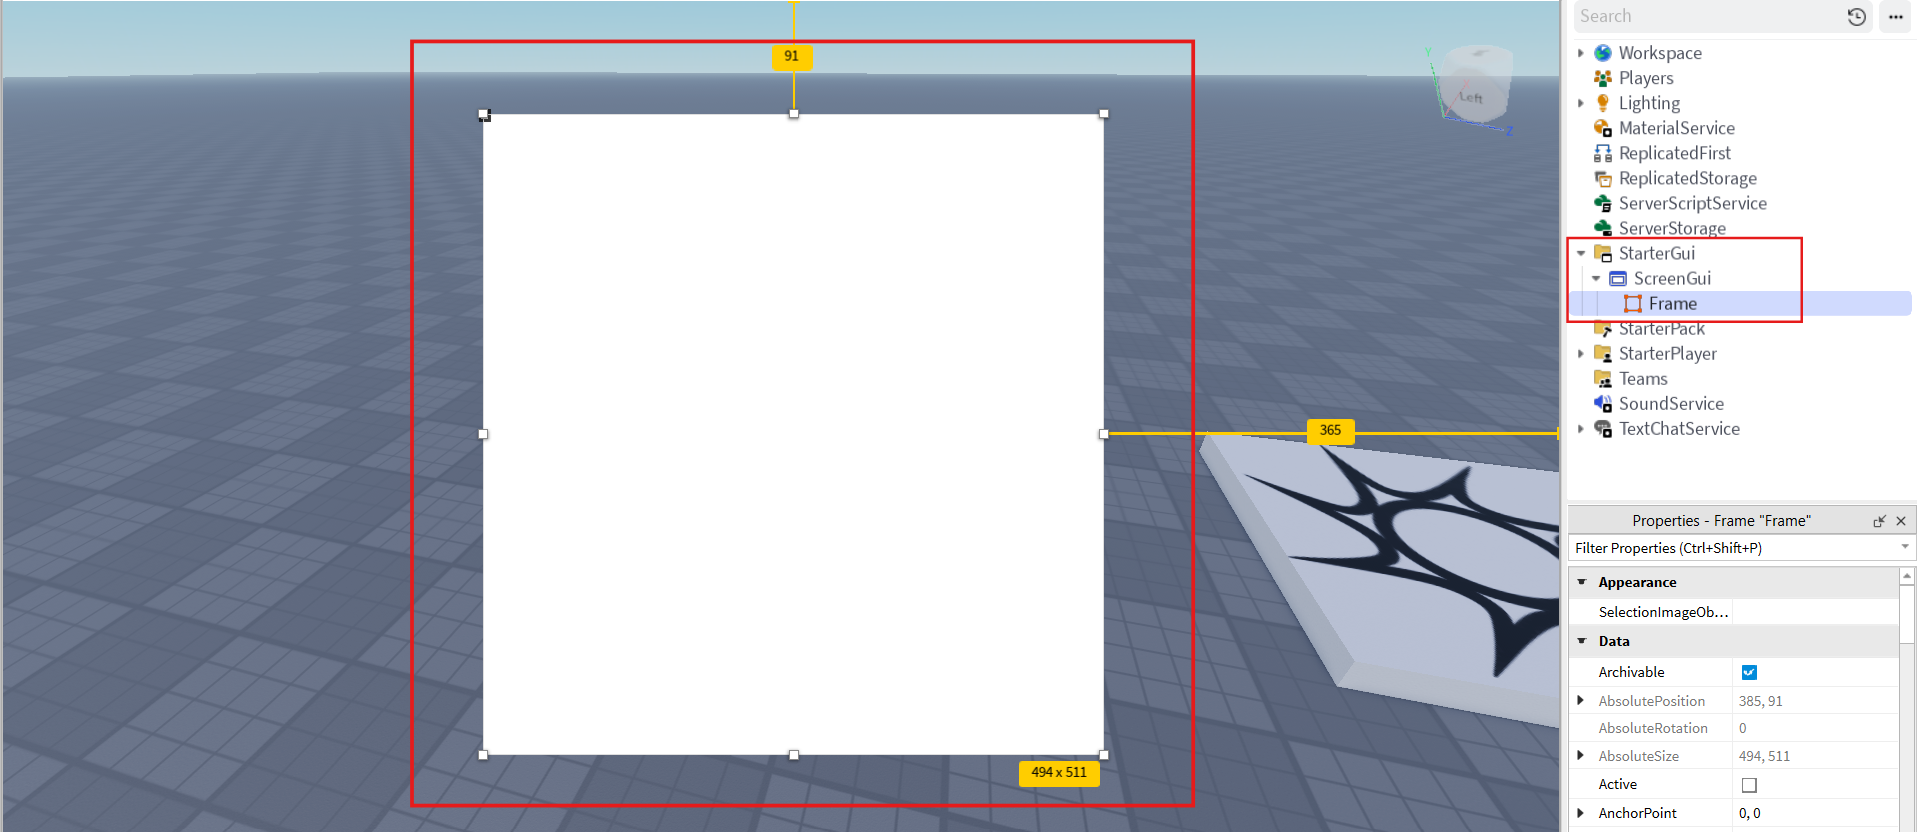 91
Y
Left
Z
365
494 x 511
Search
Workspace
Players
Lighting
MaterialService
ReplicatedFirst
ReplicatedStorage
ServerScriptService
ServerStorage
StarterGui
ScreenGui
Frame
StarterPack
StarterPlayer
Teams
SoundService
TextChatService
Properties - Frame "Frame"
Filter Properties (Ctrl+Shift+P)
Appearance
SelectionImageOb...
Data
Archivable
AbsolutePosition 385, 91
AbsoluteRotation 0
AbsoluteSize 494, 511
Active
AnchorPoint 0, 0